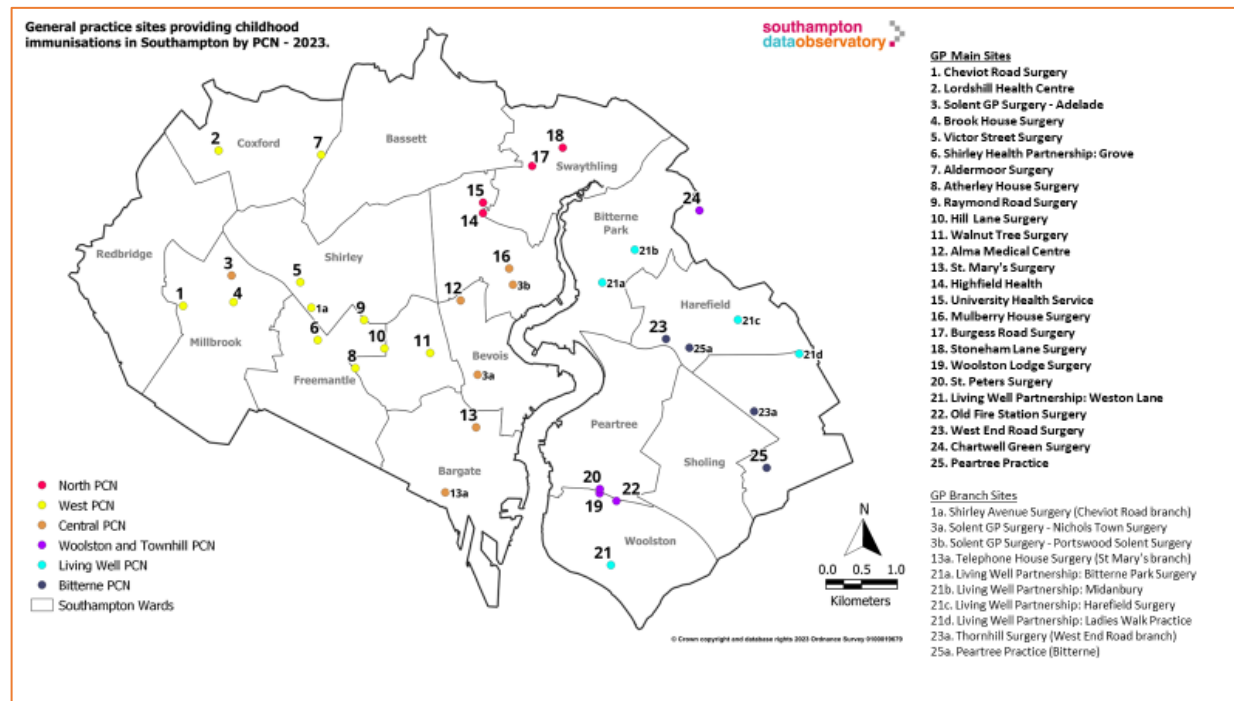 General practice sites providing childhood
immunisations in Southampton by PCN - 2023.
southampton
dataobservatory
2
Coxford
7
Bassett
18
17
Swaythling
15
14
24
Bitterne
Park
21b
Redbridge
Shirley
3
5
16
3b
21a
12
Harefield
1
4
1a
9
21c
6
10
11
23
25a
21d
Millbrook
8
Freemantle
Bevois
3a
23a
13
Peartree
Sholing
25
Bargate
13a
20
22
19
Woolston
21
North PCN
West PCN
Central PCN
Woolston and Townhill PCN
Living Well PCN
Bitterne PCN
Southampton Wards
N
0.0 0.5 1.0
Kilometers
© Crown copyright and database rights 2023 Ordnance Survey 0100019679
GP Main Sites
1. Cheviot Road Surgery
2. Lordshill Health Centre
3. Solent GP Surgery - Adelade
4. Brook House Surgery
5. Victor Street Surgery
6. Shirley Health Partnership: Grove
7. Aldermoor Surgery
8. Atherley House Surgery
9. Raymond Road Surgery
10. Hill Lane Surgery
11. Walnut Tree Surgery
12. Alma Medical Centre
13. St. Mary's Surgery
14. Highfield Health
15. University Health Service
16. Mulberry House Surgery
17. Burgess Road Surgery
18. Stoneham Lane Surgery
19. Woolston Lodge Surgery
20. St. Peters Surgery
21. Living Well Partnership: Weston Lane
22. Old Fire Station Surgery
23. West End Road Surgery
24. Chartwell Green Surgery
25. Peartree Practice
GP Branch Sites
1a. Shirley Avenue Surgery (Cheviot Road branch)
3a. Solent GP Surgery - Nichols Town Surgery
3b. Solent GP Surgery - Portswood Solent Surgery
13a. Telephone House Surgery (St Mary's branch)
21a. Living Well Partnership: Bitterne Park Surgery
21b. Living Well Partnership: Midanbury
21c. Living Well Partnership: Harefield Surgery
21d. Living Well Partnership: Ladies Walk Practice
23a. Thornhill Surgery (West End Road branch)
25a. Peartree Practice (Bitterne)